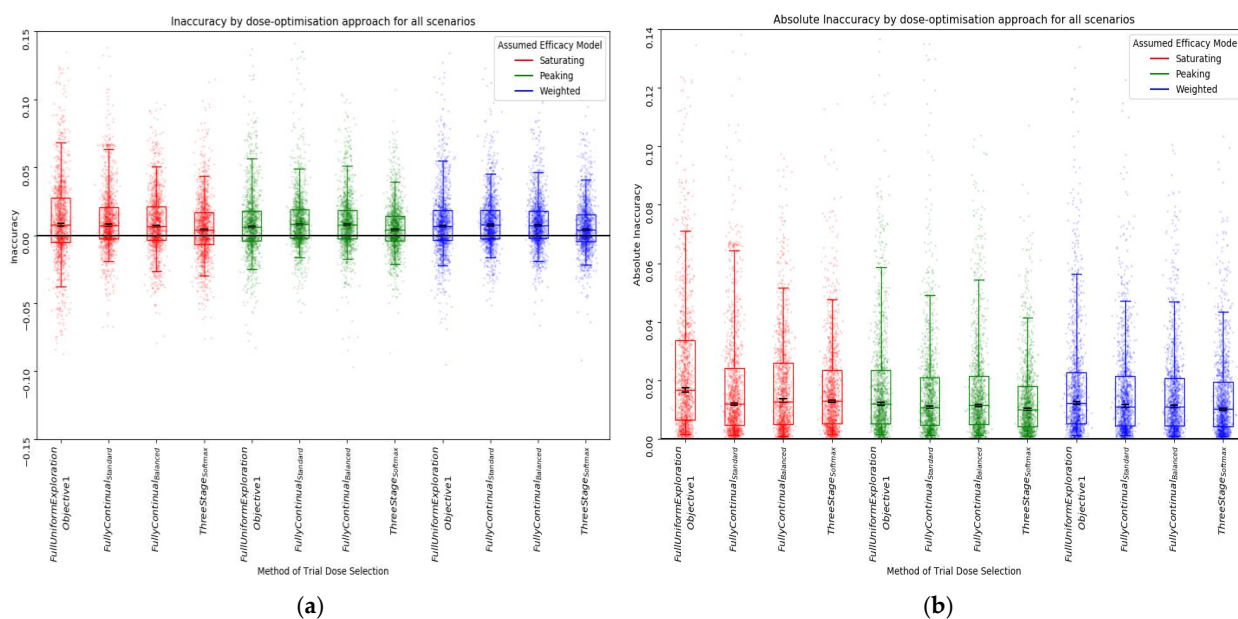 Inaccuracy by dose-optimisation approach for all scenarios
Assumed Efficacy Model
Saturating
Peaking
Weighted
Inaccuracy
0.15
0.10
0.05
0.00
−0.05
−0.10
−0.15
FullUniformExploration
Objective1
FullyContinualStandard
FullyContinualBalanced
ThreeStageSoftmax
FullUniformExploration
Objective1
FullyContinualStandard
FullyContinualBalanced
ThreeStageSoftmax
FullUniformExploration
Objective1
FullyContinualStandard
FullyContinualBalanced
ThreeStageSoftmax
Method of Trial Dose Selection
(a)
Absolute Inaccuracy by dose-optimisation approach for all scenarios
Assumed Efficacy Model
Saturating
Peaking
Weighted
Absolute Inaccuracy
0.14
0.12
0.10
0.08
0.06
0.04
0.02
0.00
FullUniformExploration
Objective1
FullyContinualStandard
FullyContinualBalanced
ThreeStageSoftmax
FullUniformExploration
Objective1
FullyContinualStandard
FullyContinualBalanced
ThreeStageSoftmax
FullUniformExploration
Objective1
FullyContinualStandard
FullyContinualBalanced
ThreeStageSoftmax
Method of Trial Dose Selection
(b)